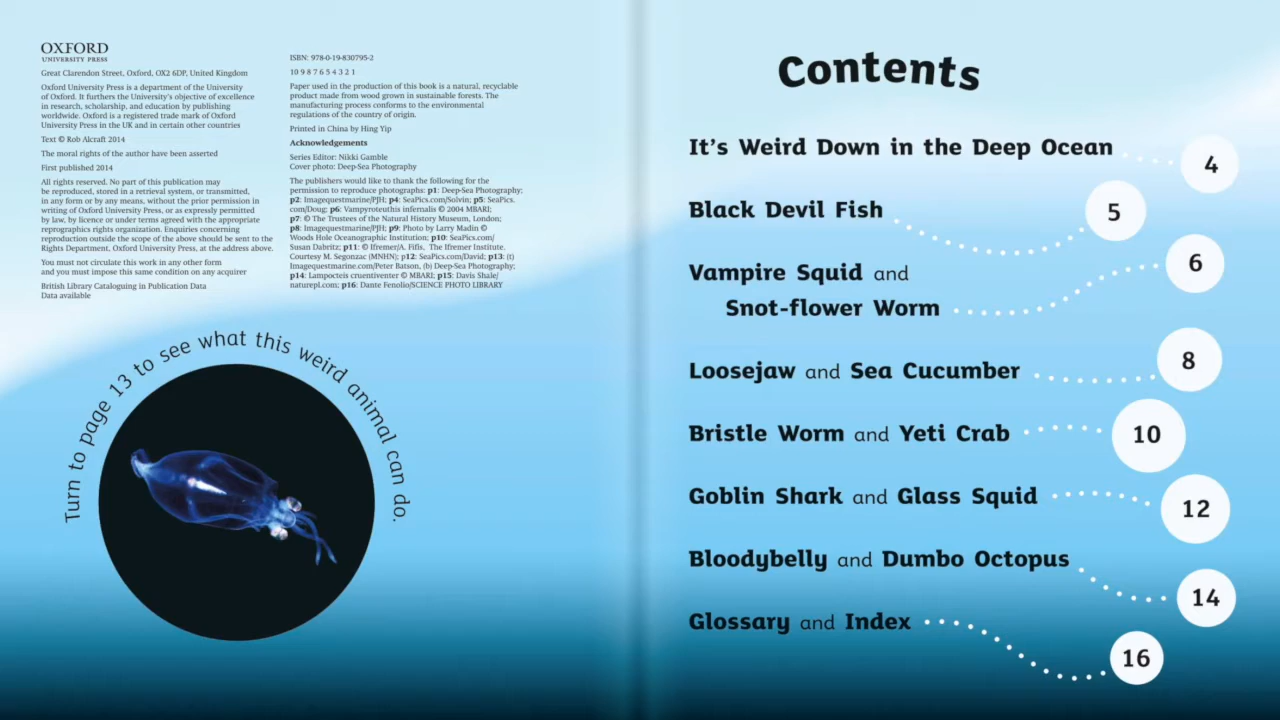 OXFORD
UNIVERSITY PRESS
Great Clarendon Street, Oxford, OX2 6DP, United Kingdom
Oxford University Press is a department of the University
of Oxford. It furthers the University's objective of excellence
in research, scholarship, and education by publishing
worldwide. Oxford is a registered trade mark of Oxford
University Press in the UK and in certain other countries
Text © Rob Alcraft 2014
The moral rights of the author have been asserted
First published 2014
All rights reserved. No part of this publication may
be reproduced, stored in a retrieval system, or transmitted,
in any form or by any means, without the prior permission in
writing of Oxford University Press, or as expressly permitted
by law, by licence or under terms agreed with the appropriate
reprographics rights organization. Enquiries concerning
reproduction outside the scope of the above should be sent to the
Rights Department, Oxford University Press, at the address above.
You must not circulate this work in any other form
and you must impose this same condition on any acquirer
British Library Cataloguing in Publication Data
Data available
ISBN: 978-0-19-830795-2
10 9 8 7 6 5 4 3 2 1
Paper used in the production of this book is a natural, recyclable
product made from wood grown in sustainable forests. The
manufacturing process conforms to the environmental
regulations of the country of origin.
Printed in China by Hing Yip
Acknowledgements
Series Editor: Nikki Gamble
Cover photo: Deep-Sea Photography
The publishers would like to thank the following for the
permission to reproduce photographs: p1: Deep-Sea Photography;
p2: Imagequestmarine/PJH; p4: SeaPics.com/Solvin; p5: SeaPics.
com/Doug; p6: Vampyroteuthis infernalis © 2004 MBARI;
p7: © The Trustees of the Natural History Museum, London;
p8: Imagequestmarine/PJH; p9: Photo by Larry Madin ©
Woods Hole Oceanographic Institution; p10: SeaPics.com/
Susan Dabritz; p11: © Ifremer/A. Fifis, The Ifremer Institute.
Courtesy M. Segonzac (MNHN); p12: SeaPics.com/David; p13: (t)
Imagequestmarine.com/Peter Batson, (b) Deep-Sea Photography;
p14: Lampocteis cruentiventer © MBARI; p15: Davis Shale/
naturepl.com; p16: Dante Fenolio/SCIENCE PHOTO LIBRARY
Turn to page 13 to see what this weird animal can do.
Contents
It's Weird Down in the Deep Ocean 4
Black Devil Fish 5
Vampire Squid and
Snot-flower Worm 6
Loosejaw and Sea Cucumber 8
Bristle Worm and Yeti Crab 10
Goblin Shark and Glass Squid 12
Bloodybelly and Dumbo Octopus 14
Glossary and Index 16